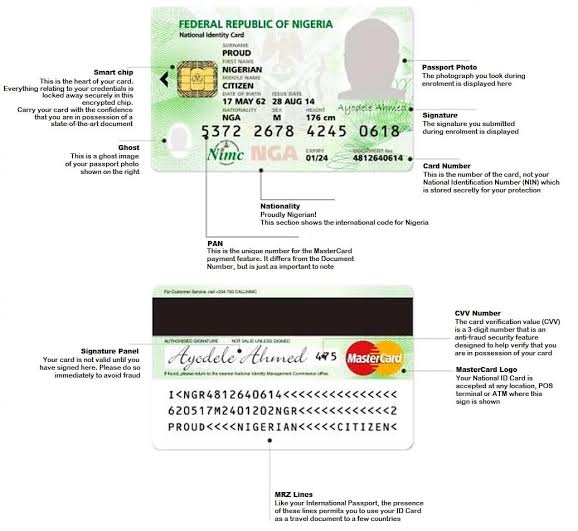 FEDERAL REPUBLIC OF NIGERIA
National Identity Card
SURNAME
PROUD
FIRST NAME
NIGERIAN
MIDDLE NAME
CITIZEN
DATE OF BIRTH ISSUE DATE
17 MAY 62 28 AUG 14
NATIONALITY SEX HEIGHT
NGA M 176 cm
Ayodele Ahmed
5372 2678 4245 0618
Nimc NGA
EXPIRY
01/24
DOCUMENT NO.
4812640614
Smart chip
This is the heart of your card.
Everything relating to your credentials is
locked away securely in this
encrypted chip.
Carry your card with the confidence
that you are in possession of a
state-of-the-art document
Ghost
This is a ghost image
of your passport photo
shown on the right
Passport Photo
The photograph you took during
enrolment is displayed here
Signature
The signature you submitted
during enrolment is displayed
Card Number
This is the number of the card, not your
National Identification Number (NIN) which
is stored secretly for your protection
Nationality
Proudly Nigerian!
This section shows the international code for Nigeria
PAN
This is the unique number for the MasterCard
payment feature. It differs from the Document
Number, but is just as important to note
For Customer Service, call +234.700.CALLNIMC
AUTHORISED SIGNATURE NOT VALID UNLESS SIGNED
Ayodele Ahmed 475 MasterCard
If found, please return to the nearest National Identity Management Commission office.
I<NGR4812640614<<<<<<<<<<<<<<<
620517M2401202NGR<<<<<<<<<<<2
PROUD<<<<NIGERIAN<<<<<CITIZEN<
Signature Panel
Your card is not valid until you
have signed here. Please do so
immediately to avoid fraud
CVV Number
The card verification value (CVV)
is a 3-digit number that is an
anti-fraud security feature
designed to help verify that you
are in possession of your card
MasterCard Logo
Your National ID Card is
accepted at any location, POS
terminal or ATM where this
sign is shown
MRZ Lines
Like your International Passport, the presence
of these lines permits you to use your ID Card
as a travel document to a few countries